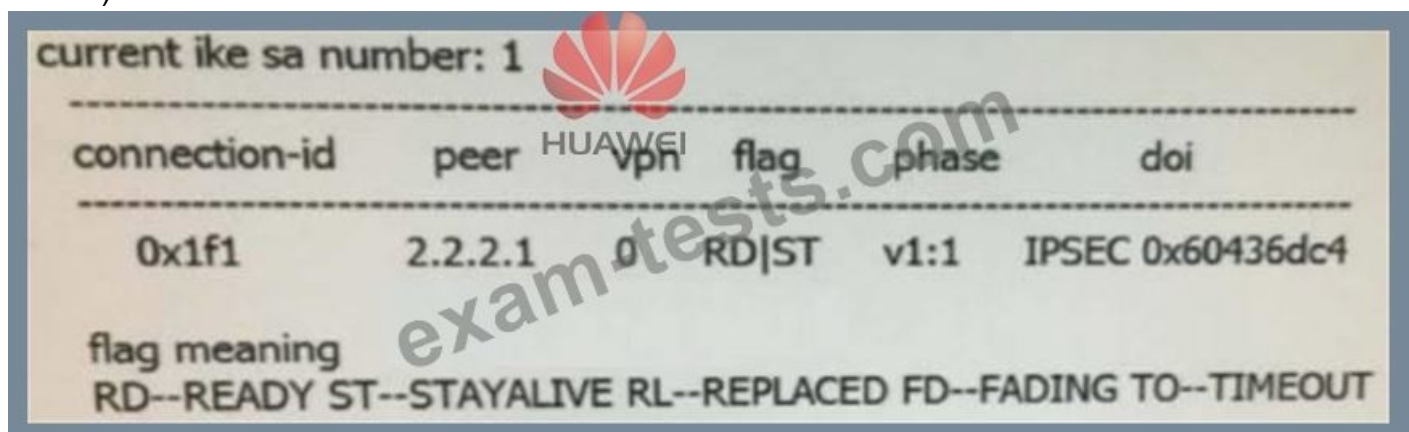 current ike sa number: 1
HUAWEI
connection-id peer vpn flag phase doi
0x1f1 2.2.2.1 0 RD|ST v1:1 IPSEC 0x60436dc4
exam-tests.com
flag meaning
RD--READY ST--STAYALIVE RL--REPLACED FD--FADING TO--TIMEOUT